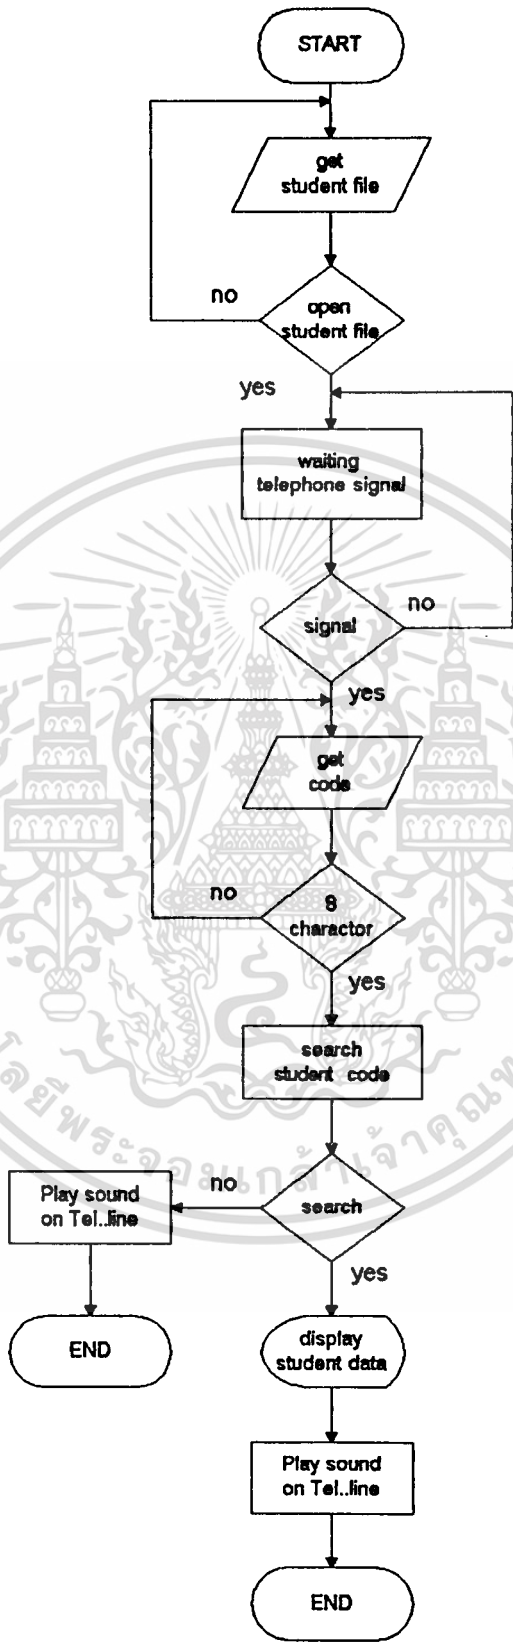 START
get
student file
no
open
student file
yes
waiting
telephone signal
signal
no
yes
get
code
no
8
charactor
yes
search
student code
search
no
Play sound
on Tel..line
yes
END
display
student data
Play sound
on Tel..line
END